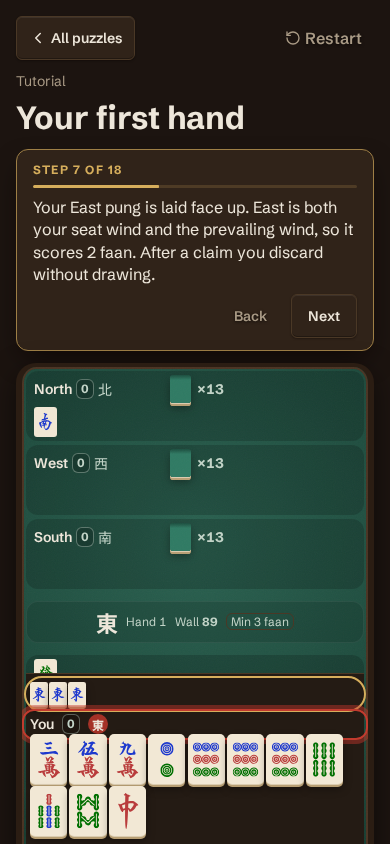 All puzzles
Restart
Tutorial
Your first hand
STEP 7 OF 18
Your East pung is laid face up. East is both
your seat wind and the prevailing wind, so it
scores 2 faan. After a claim you discard
without drawing.
Back
Next
North 0 北 ×13
南
West 0 西 ×13
South 0 南 ×13
東 Hand 1 Wall 89 Min 3 faan
東 東 東
You 0 東
三萬 伍萬 九萬
中